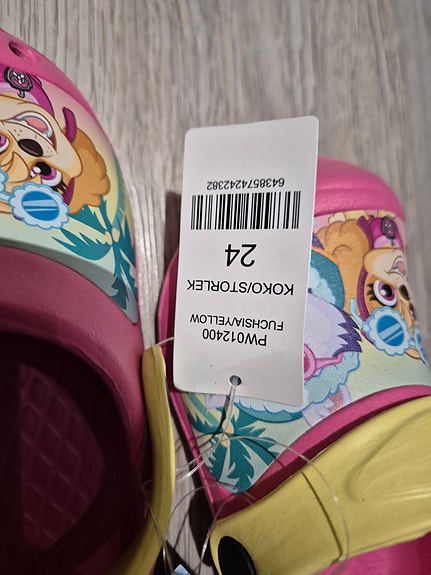 PW012400
FUCHSIA/YELLOW
KOKO/STORLEK
24
6438574242382